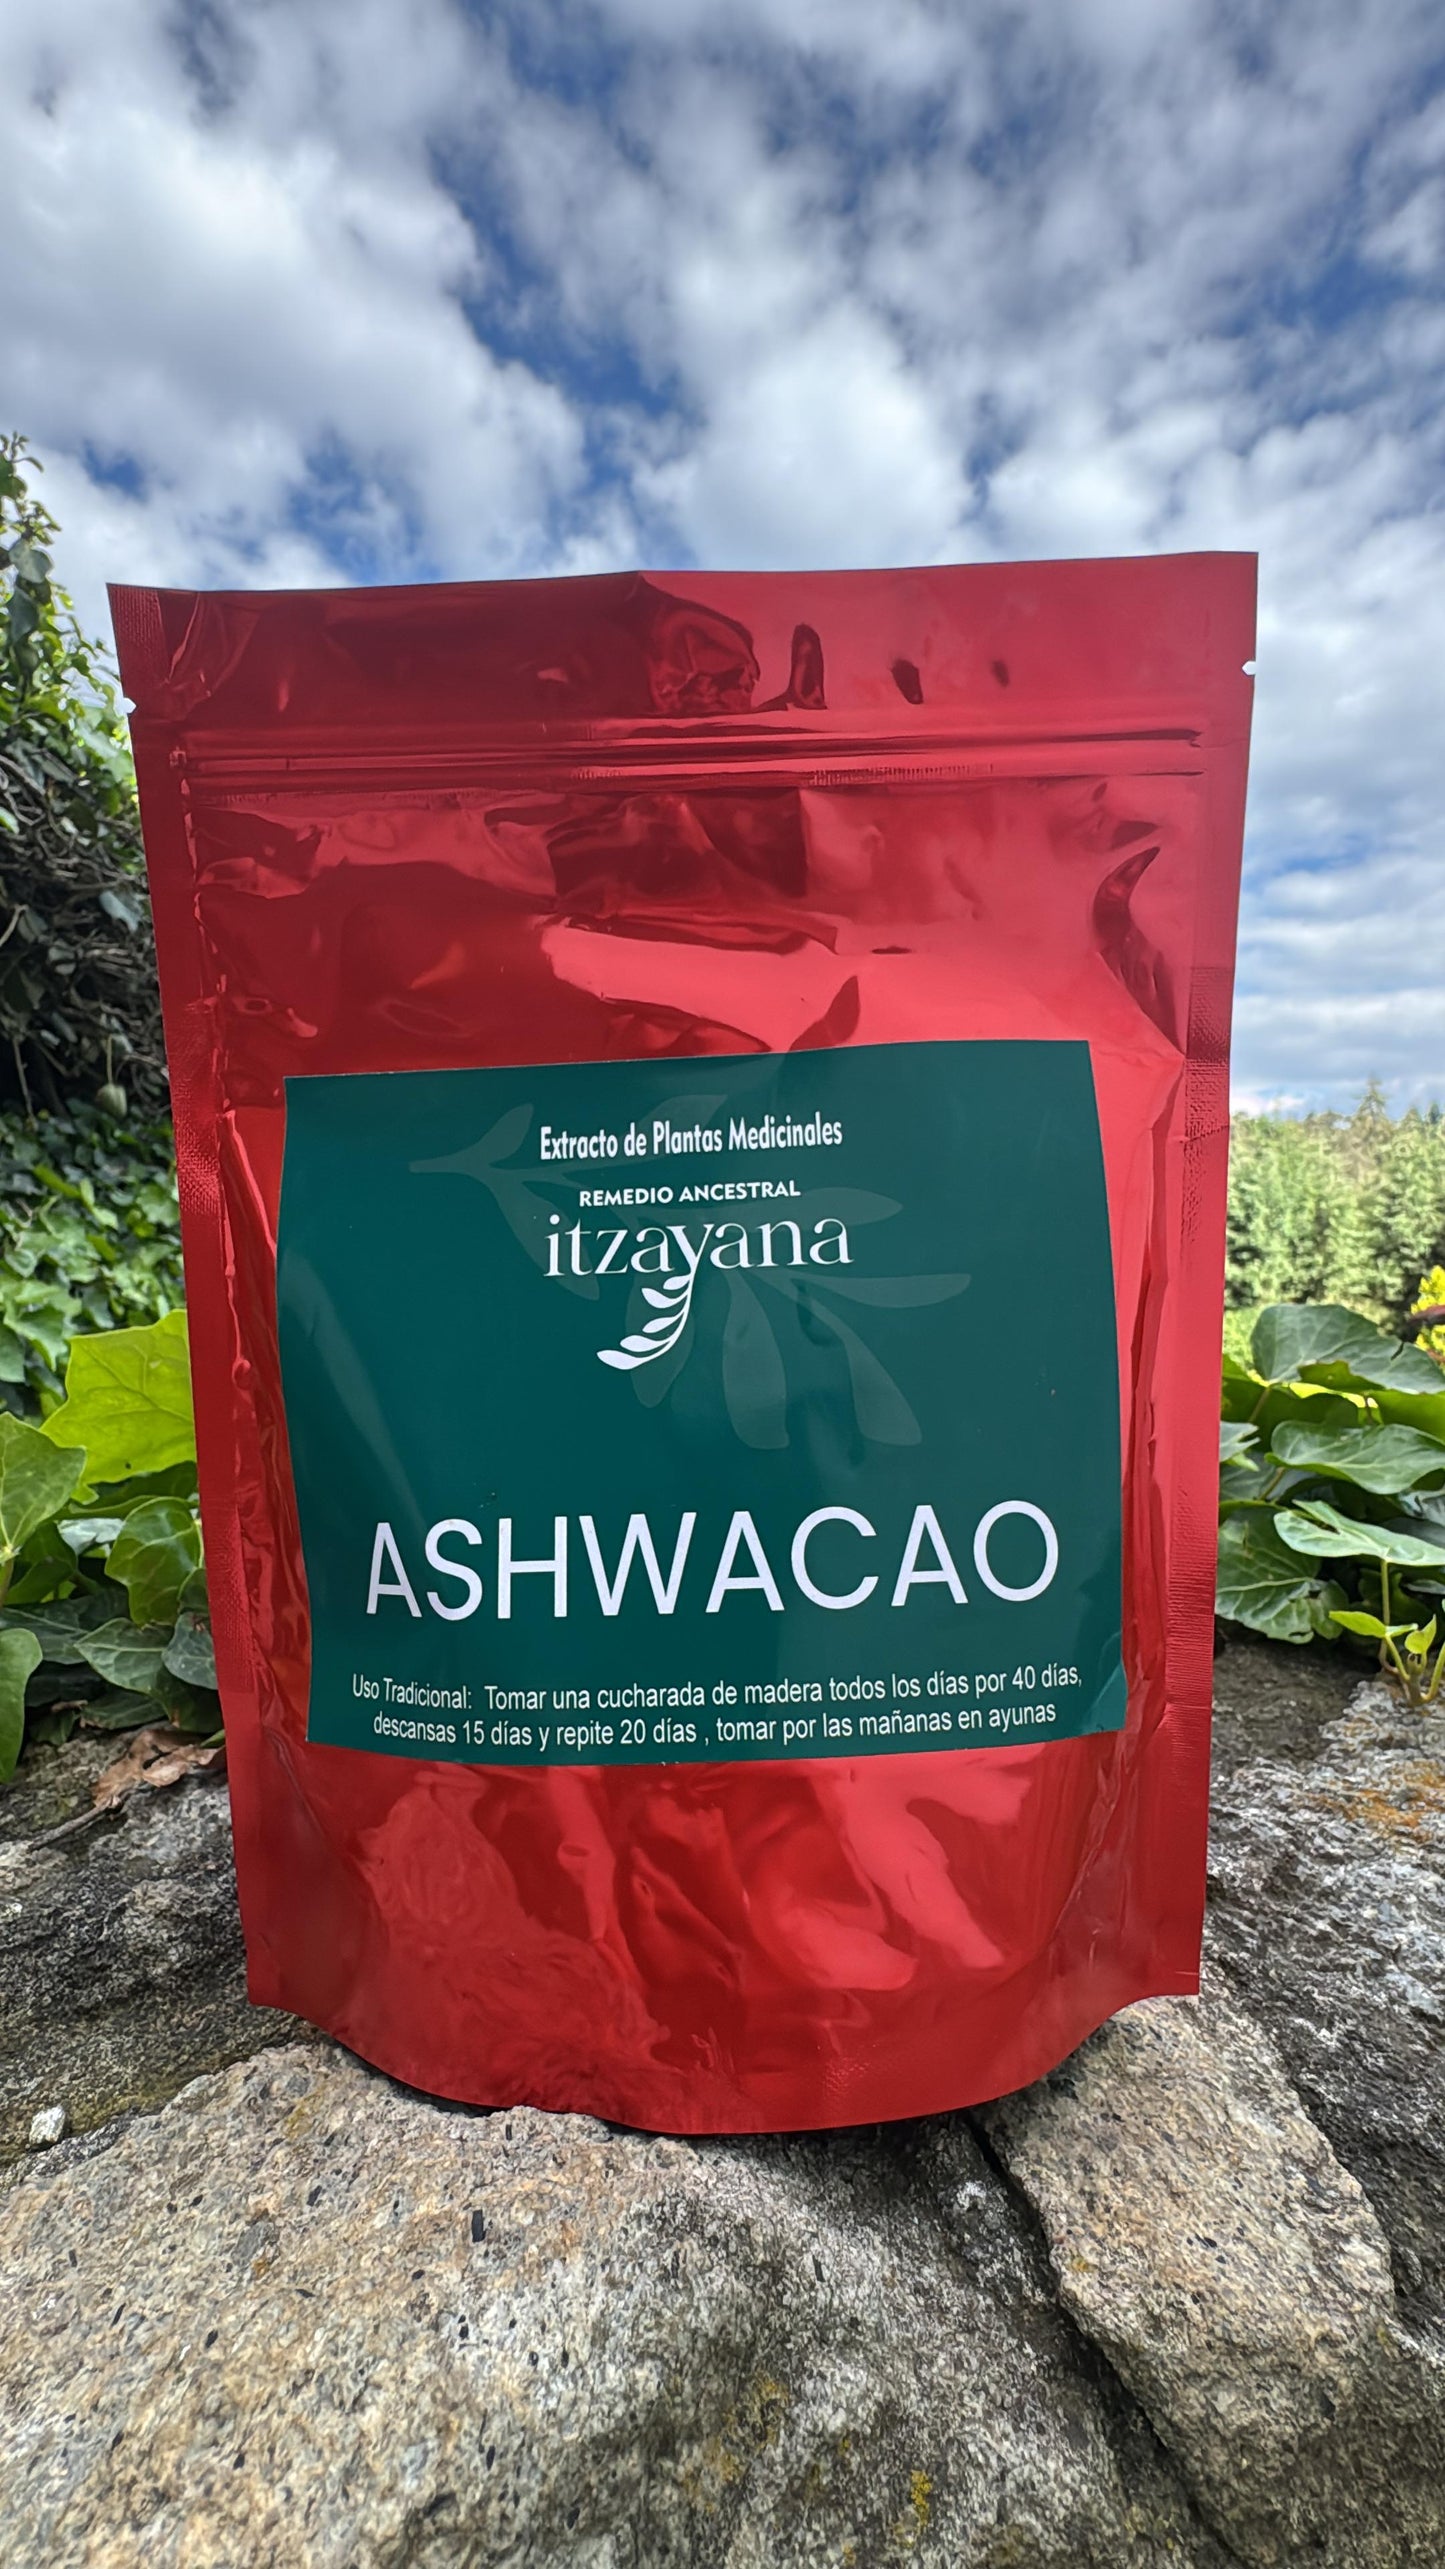 Extracto de Plantas Medicinales
REMEDIO ANCESTRAL
itzayana
ASHWACAO
Uso Tradicional: Tomar una cucharada de madera todos los días por 40 días,
descansas 15 días y repite 20 días , tomar por las mañanas en ayunas